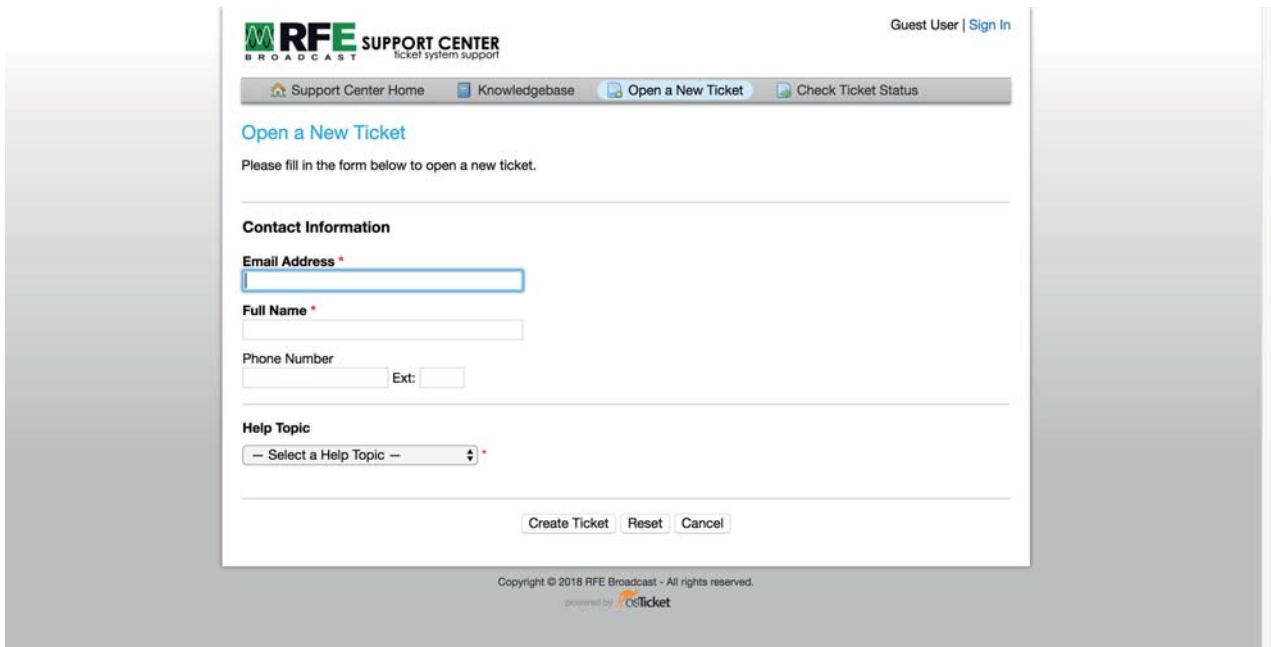 Guest User | Sign In
RFE SUPPORT CENTER
BROADCAST ticket system support
Support Center Home Knowledgebase Open a New Ticket Check Ticket Status
Open a New Ticket
Please fill in the form below to open a new ticket.
Contact Information
Email Address *
Full Name *
Phone Number
Ext:
Help Topic
— Select a Help Topic — *
Create Ticket Reset Cancel
Copyright © 2018 RFE Broadcast - All rights reserved.
powered by osTicket